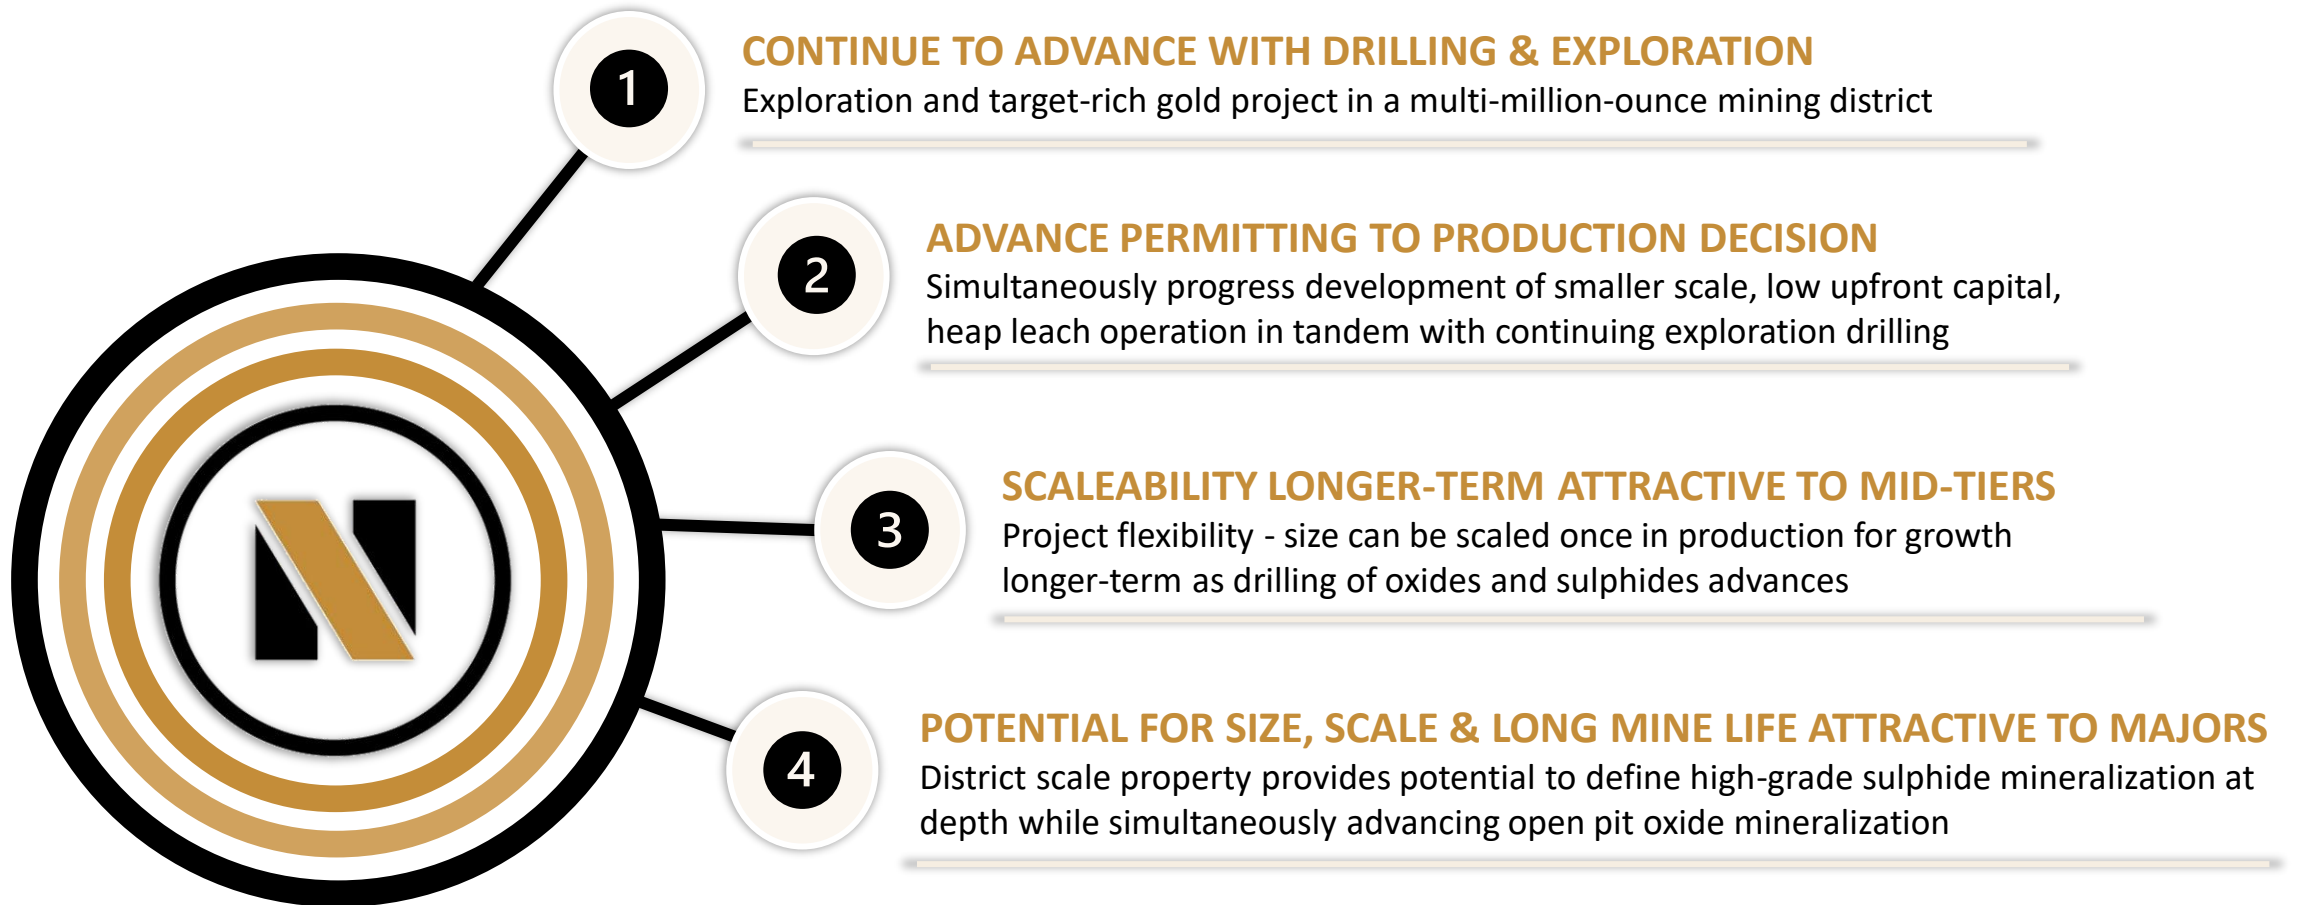 1
CONTINUE TO ADVANCE WITH DRILLING & EXPLORATION
Exploration and target-rich gold project in a multi-million-ounce mining district
2
ADVANCE PERMITTING TO PRODUCTION DECISION
Simultaneously progress development of smaller scale, low upfront capital,
heap leach operation in tandem with continuing exploration drilling
N
3
SCALEABILITY LONGER-TERM ATTRACTIVE TO MID-TIERS
Project flexibility - size can be scaled once in production for growth
longer-term as drilling of oxides and sulphides advances
4
POTENTIAL FOR SIZE, SCALE & LONG MINE LIFE ATTRACTIVE TO MAJORS
District scale property provides potential to define high-grade sulphide mineralization at
depth while simultaneously advancing open pit oxide mineralization